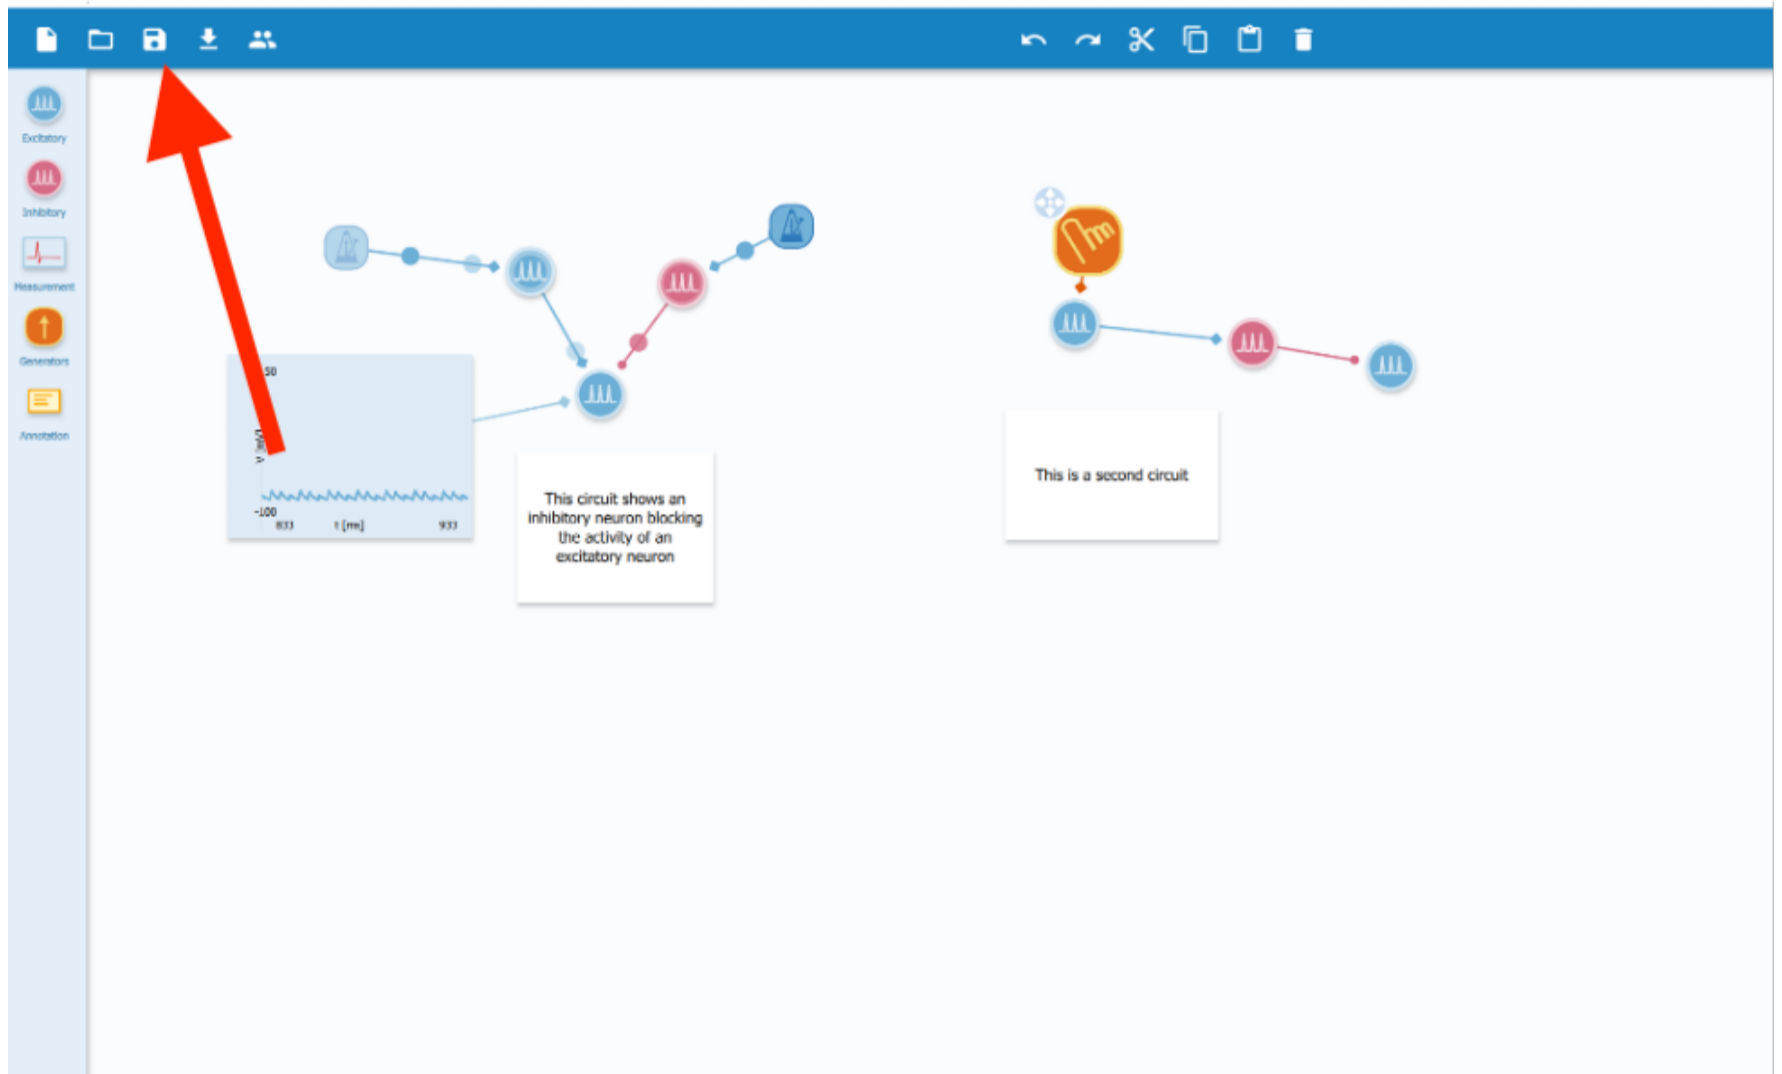 Excitatory
Inhibitory
Measurement
Generators
Annotation
50
V [mV]
-100
833 t [ms] 933
This circuit shows an
inhibitory neuron blocking
the activity of an
excitatory neuron
This is a second circuit